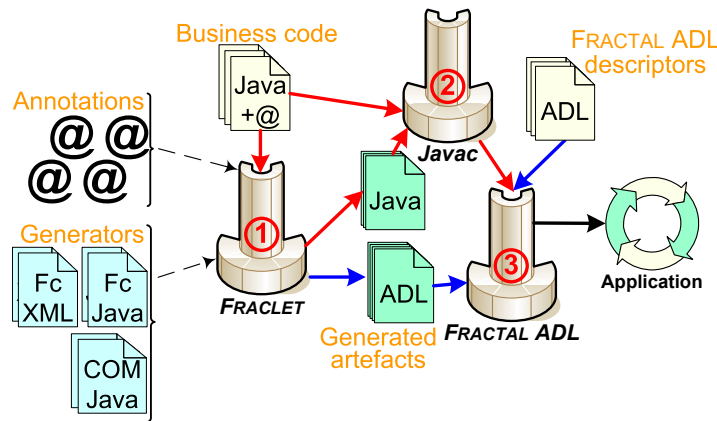 Business code
Java
+@
Annotations
@ @
@ @
Generators
Fc
XML
Fc
Java
COM
Java
1
FRACLET
2
Javac
Java
ADL
Generated
artefacts
FRACTAL ADL
descriptors
ADL
3
FRACTAL ADL
Application